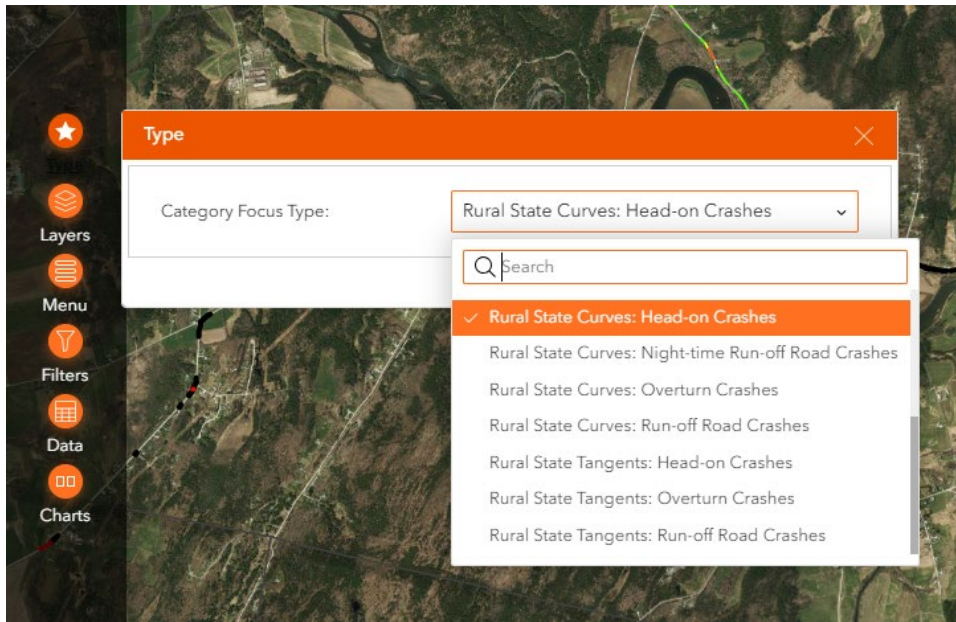 Type
Layers
Menu
Filters
Data
Charts
Type
Category Focus Type:
Rural State Curves: Head-on Crashes
Search
Rural State Curves: Head-on Crashes
Rural State Curves: Night-time Run-off Road Crashes
Rural State Curves: Overturn Crashes
Rural State Curves: Run-off Road Crashes
Rural State Tangents: Head-on Crashes
Rural State Tangents: Overturn Crashes
Rural State Tangents: Run-off Road Crashes